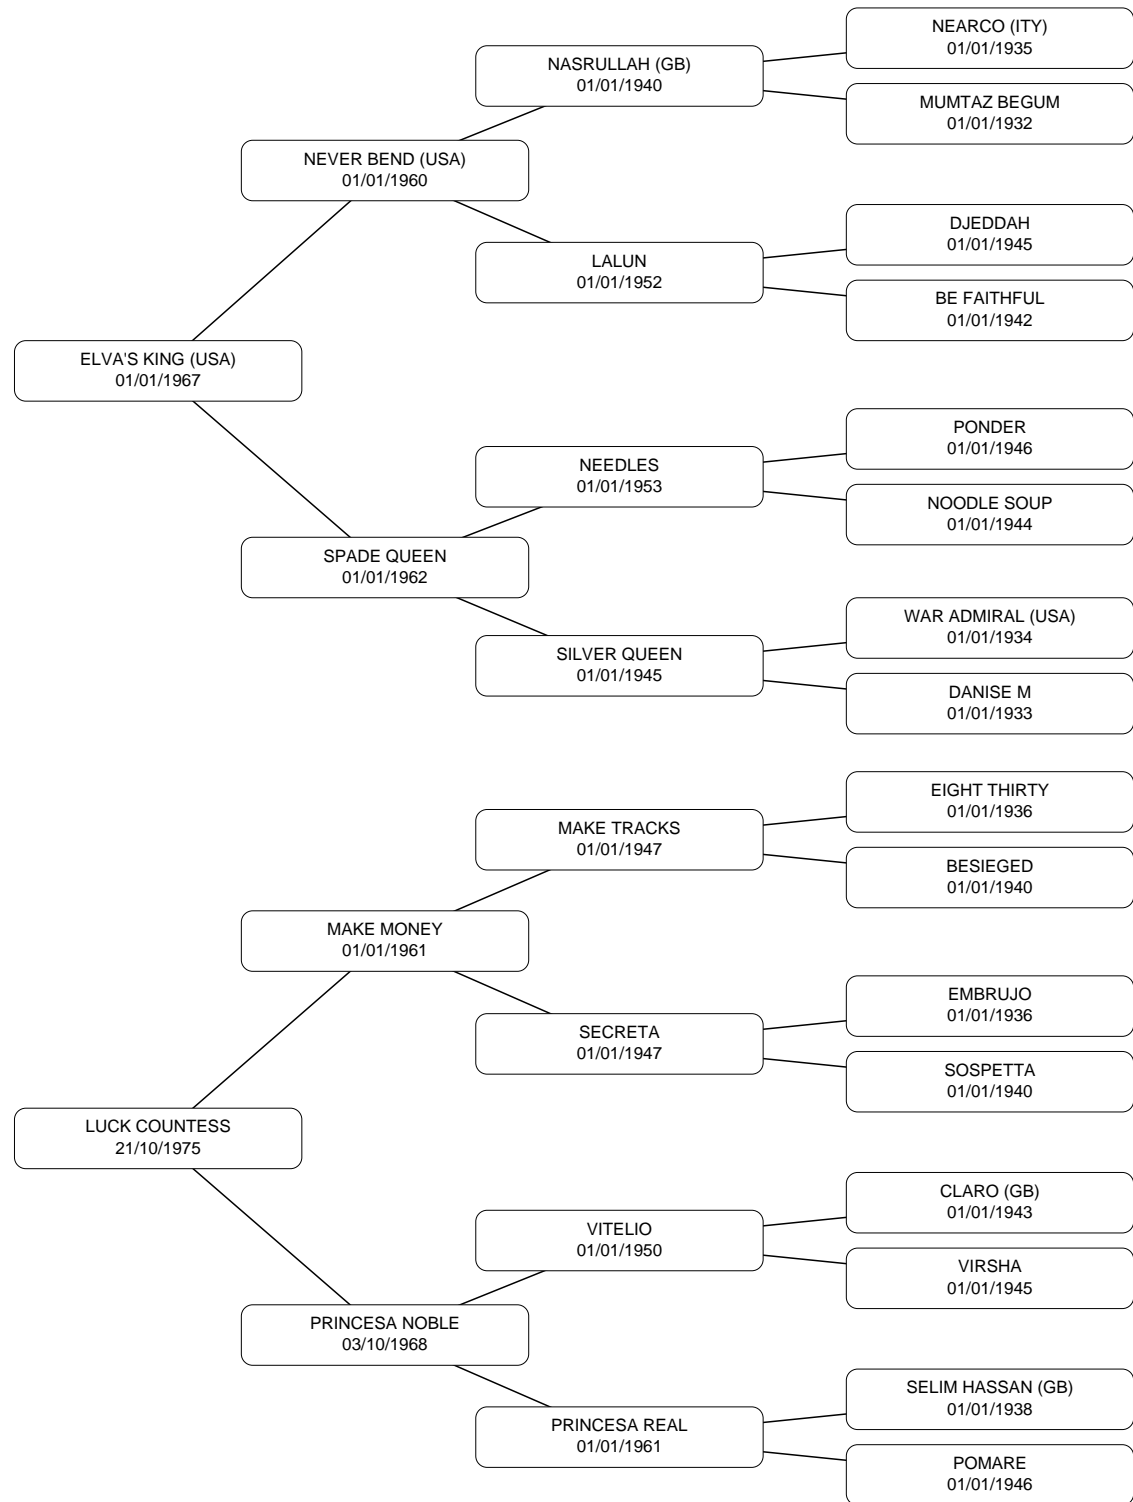 NEARCO (ITY)
01/01/1935
NASRULLAH (GB)
01/01/1940
MUMTAZ BEGUM
01/01/1932
NEVER BEND (USA)
01/01/1960
DJEDDAH
01/01/1945
LALUN
01/01/1952
BE FAITHFUL
01/01/1942
ELVA'S KING (USA)
01/01/1967
PONDER
01/01/1946
NEEDLES
01/01/1953
NOODLE SOUP
01/01/1944
SPADE QUEEN
01/01/1962
WAR ADMIRAL (USA)
01/01/1934
SILVER QUEEN
01/01/1945
DANISE M
01/01/1933
EIGHT THIRTY
01/01/1936
MAKE TRACKS
01/01/1947
BESIEGED
01/01/1940
MAKE MONEY
01/01/1961
EMBRUJO
01/01/1936
SECRETA
01/01/1947
SOSPETTA
01/01/1940
LUCK COUNTESS
21/10/1975
CLARO (GB)
01/01/1943
VITELIO
01/01/1950
VIRSHA
01/01/1945
PRINCESA NOBLE
03/10/1968
SELIM HASSAN (GB)
01/01/1938
PRINCESA REAL
01/01/1961
POMARE
01/01/1946